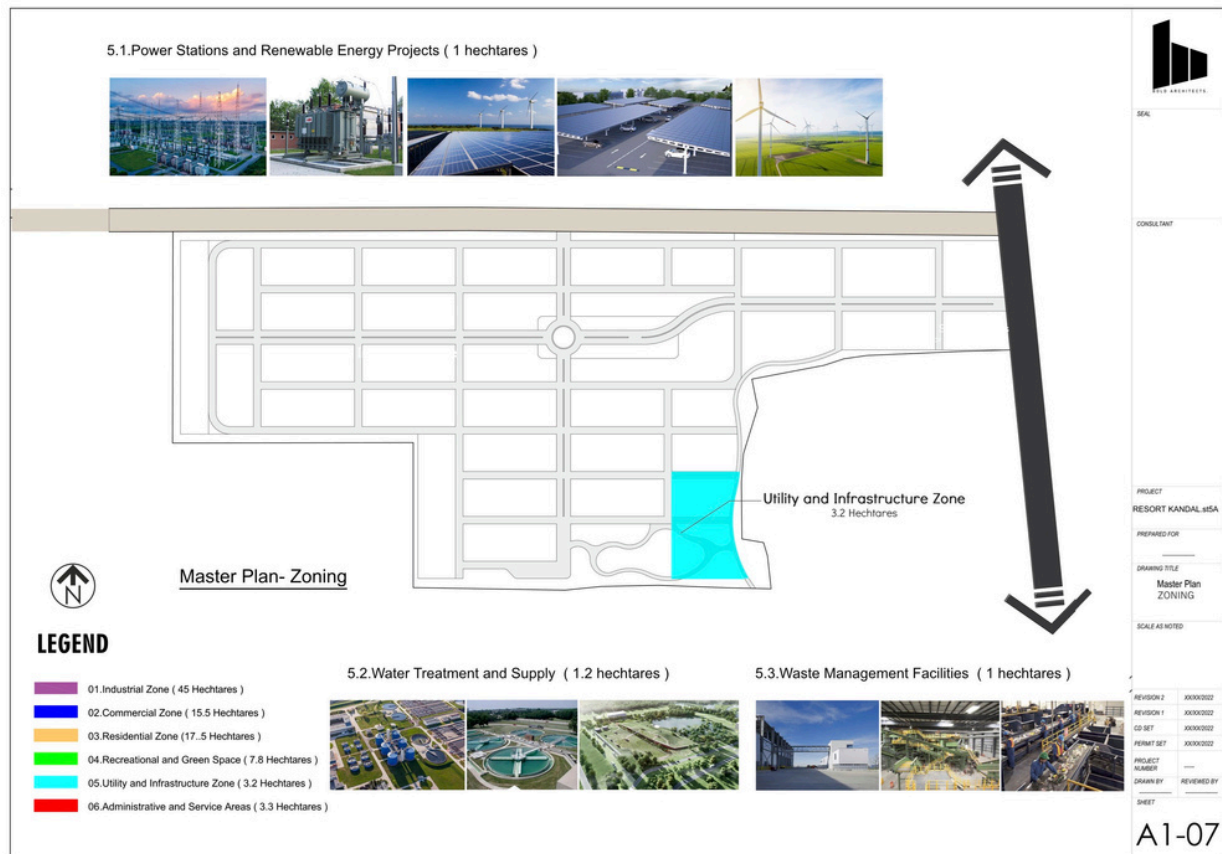 5.1.Power Stations and Renewable Energy Projects ( 1 hechtares )
Utility and Infrastructure Zone
3.2 Hechtares
N
Master Plan- Zoning
LEGEND
01.Industrial Zone ( 45 Hechtares )
02.Commercial Zone ( 15.5 Hechtares )
03.Residential Zone (17..5 Hechtares )
04.Recreational and Green Space ( 7.8 Hechtares )
05.Utility and Infrastructure Zone ( 3.2 Hechtares )
06.Administrative and Service Areas ( 3.3 Hechtares )
5.2.Water Treatment and Supply ( 1.2 hechtares )
5.3.Waste Management Facilities ( 1 hechtares )
ARCHITECTS.
SEAL
CONSULTANT
PROJECT
RESORT KANDAL.st5A
PREPARED FOR
DRAWING TITLE
Master Plan
ZONING
SCALE AS NOTED
REVISION 2 XX/XX/2022
REVISION 1 XX/XX/2022
CD SET XX/XX/2022
PERMIT SET XX/XX/2022
PROJECT NUMBER
DRAWN BY REVIEWED BY
SHEET
A1-07